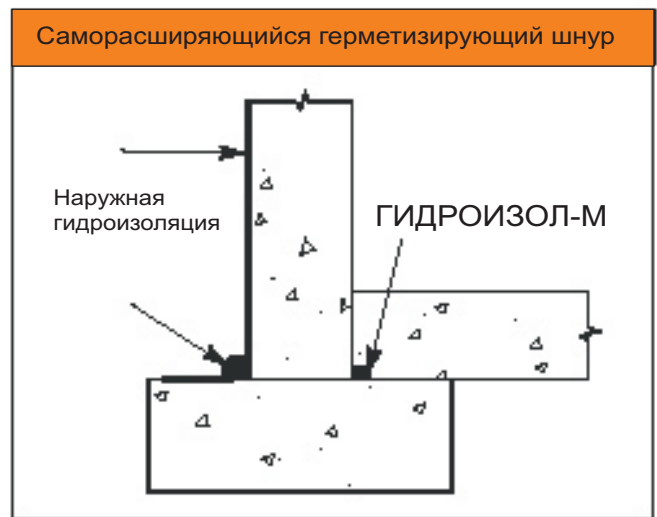 Саморасширяющийся герметизирующий шнур
Наружная
гидроизоляция
ГИДРОИЗОЛ-М